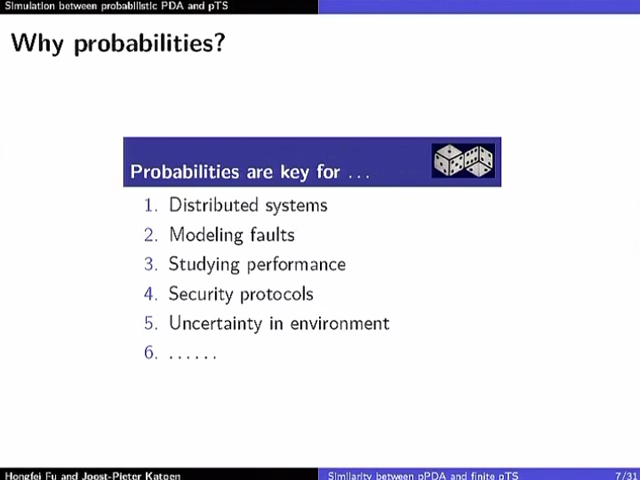 Simulation between probabilistic PDA and pTS
Why probabilities?
Probabilities are key for ...
1. Distributed systems
2. Modeling faults
3. Studying performance
4. Security protocols
5. Uncertainty in environment
6. ......
Hongfei Fu and Joost-Pieter Katoen
Similarity between pPDA and finite pTS
7/31